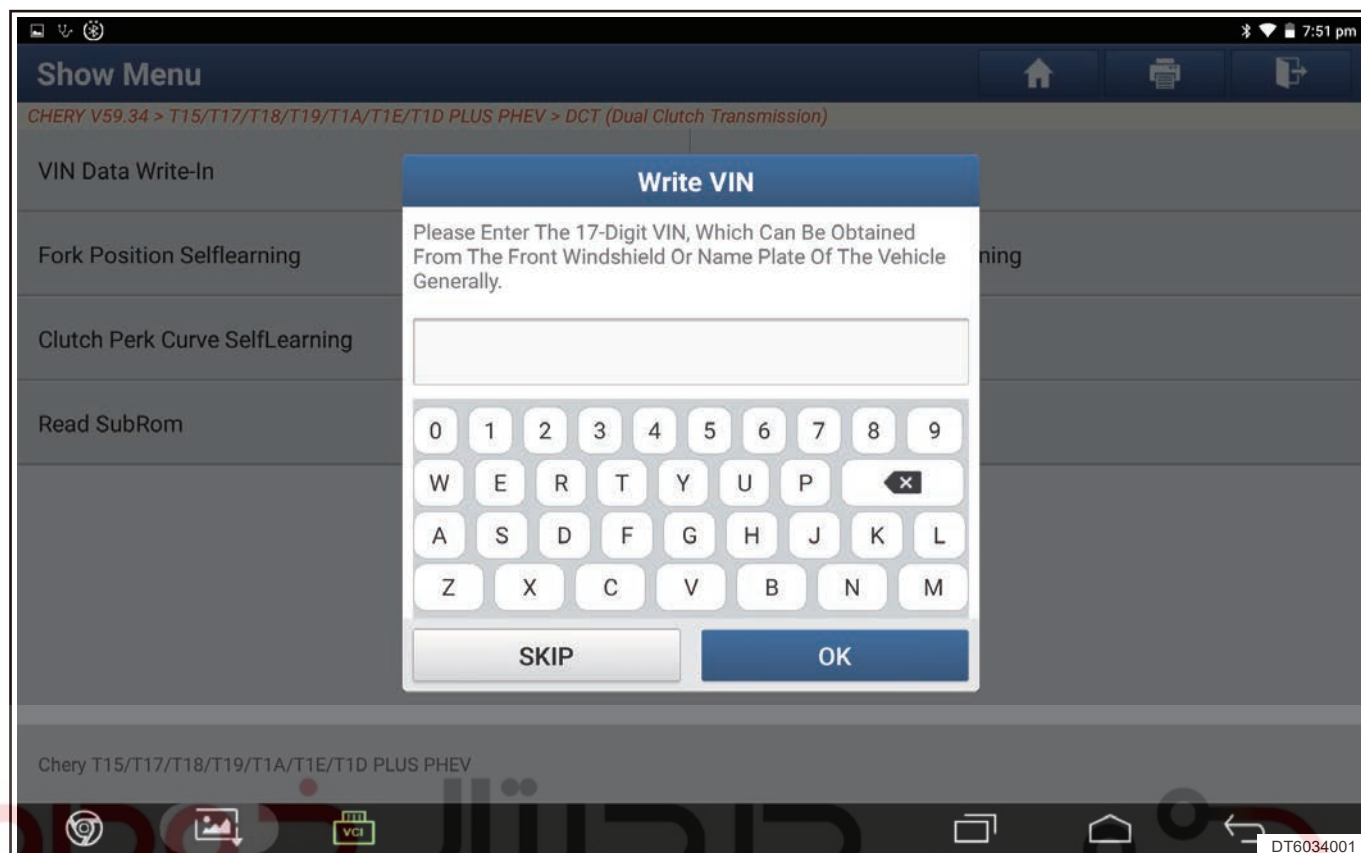 7:51 pm
Show Menu
CHERY V59.34 > T15/T17/T18/T19/T1A/T1E/T1D PLUS PHEV > DCT (Dual Clutch Transmission)
VIN Data Write-In
Write VIN
Please Enter The 17-Digit VIN, Which Can Be Obtained
From The Front Windshield Or Name Plate Of The Vehicle
Generally.
Fork Position Selflearning
ning
Clutch Perk Curve SelfLearning
Read SubRom
0 1 2 3 4 5 6 7 8 9
W E R T Y U P
A S D F G H J K L
Z X C V B N M
SKIP OK
Chery T15/T17/T18/T19/T1A/T1E/T1D PLUS PHEV
VCI
DT6034001